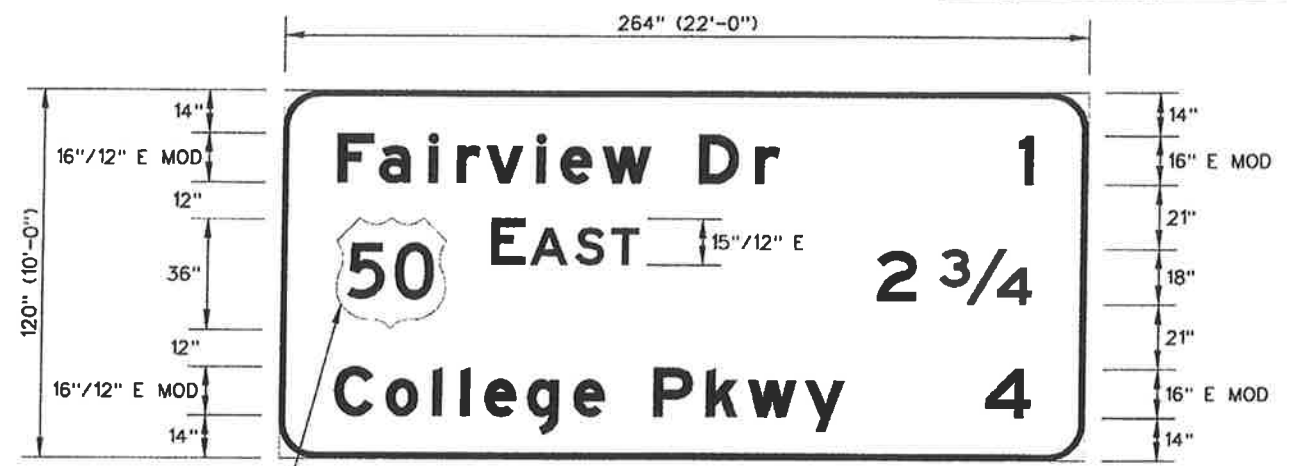 264" (22'-0")
120" (10'-0")
14"
16"/12" E MOD
12"
36"
12"
16"/12" E MOD
14"
Fairview Dr 1
50 EAST 15"/12" E 2 3/4
College Pkwy 4
14"
16" E MOD
21"
18"
21"
16" E MOD
14"